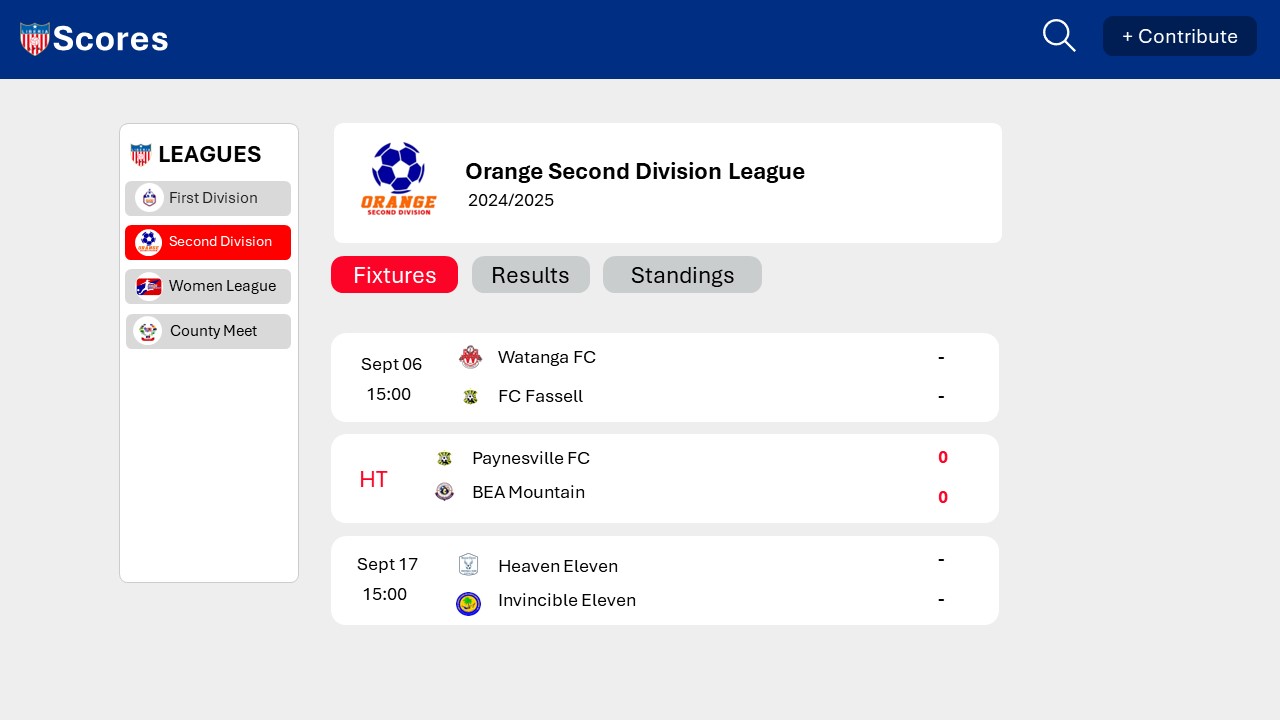 LIBERIA
Scores
+ Contribute
LEAGUES
First Division
Second Division
Women League
County Meet
ORANGE
SECOND DIVISION
Orange Second Division League
2024/2025
Fixtures
Results
Standings
Sept 06
15:00
Watanga FC
-
FC Fassell
-
HT
Paynesville FC
0
BEA Mountain
0
Sept 17
15:00
Heaven Eleven
-
Invincible Eleven
-